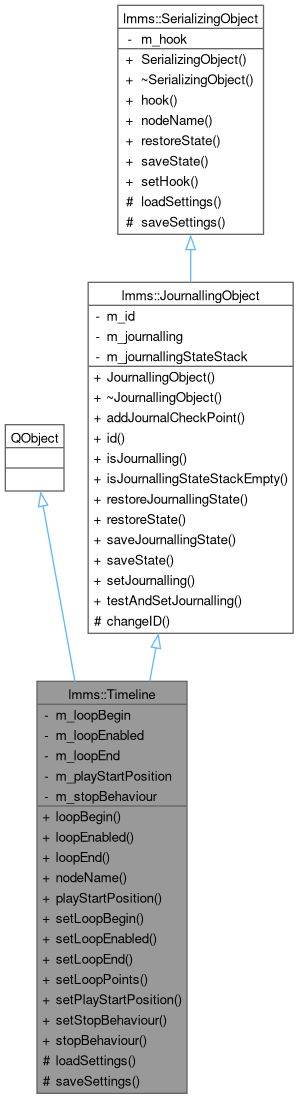 lmms::SerializingObject
- m_hook
+ SerializingObject()
+ ~SerializingObject()
+ hook()
+ nodeName()
+ restoreState()
+ saveState()
+ setHook()
# loadSettings()
# saveSettings()
lmms::JournallingObject
- m_id
- m_journalling
- m_journallingStateStack
+ JournallingObject()
+ ~JournallingObject()
+ addJournalCheckPoint()
+ id()
+ isJournalling()
+ isJournallingStateStackEmpty()
+ restoreJournallingState()
+ restoreState()
+ saveJournallingState()
+ saveState()
+ setJournalling()
+ testAndSetJournalling()
# changeID()
QObject
lmms::Timeline
- m_loopBegin
- m_loopEnabled
- m_loopEnd
- m_playStartPosition
- m_stopBehaviour
+ loopBegin()
+ loopEnabled()
+ loopEnd()
+ nodeName()
+ playStartPosition()
+ setLoopBegin()
+ setLoopEnabled()
+ setLoopEnd()
+ setLoopPoints()
+ setPlayStartPosition()
+ setStopBehaviour()
+ stopBehaviour()
# loadSettings()
# saveSettings()